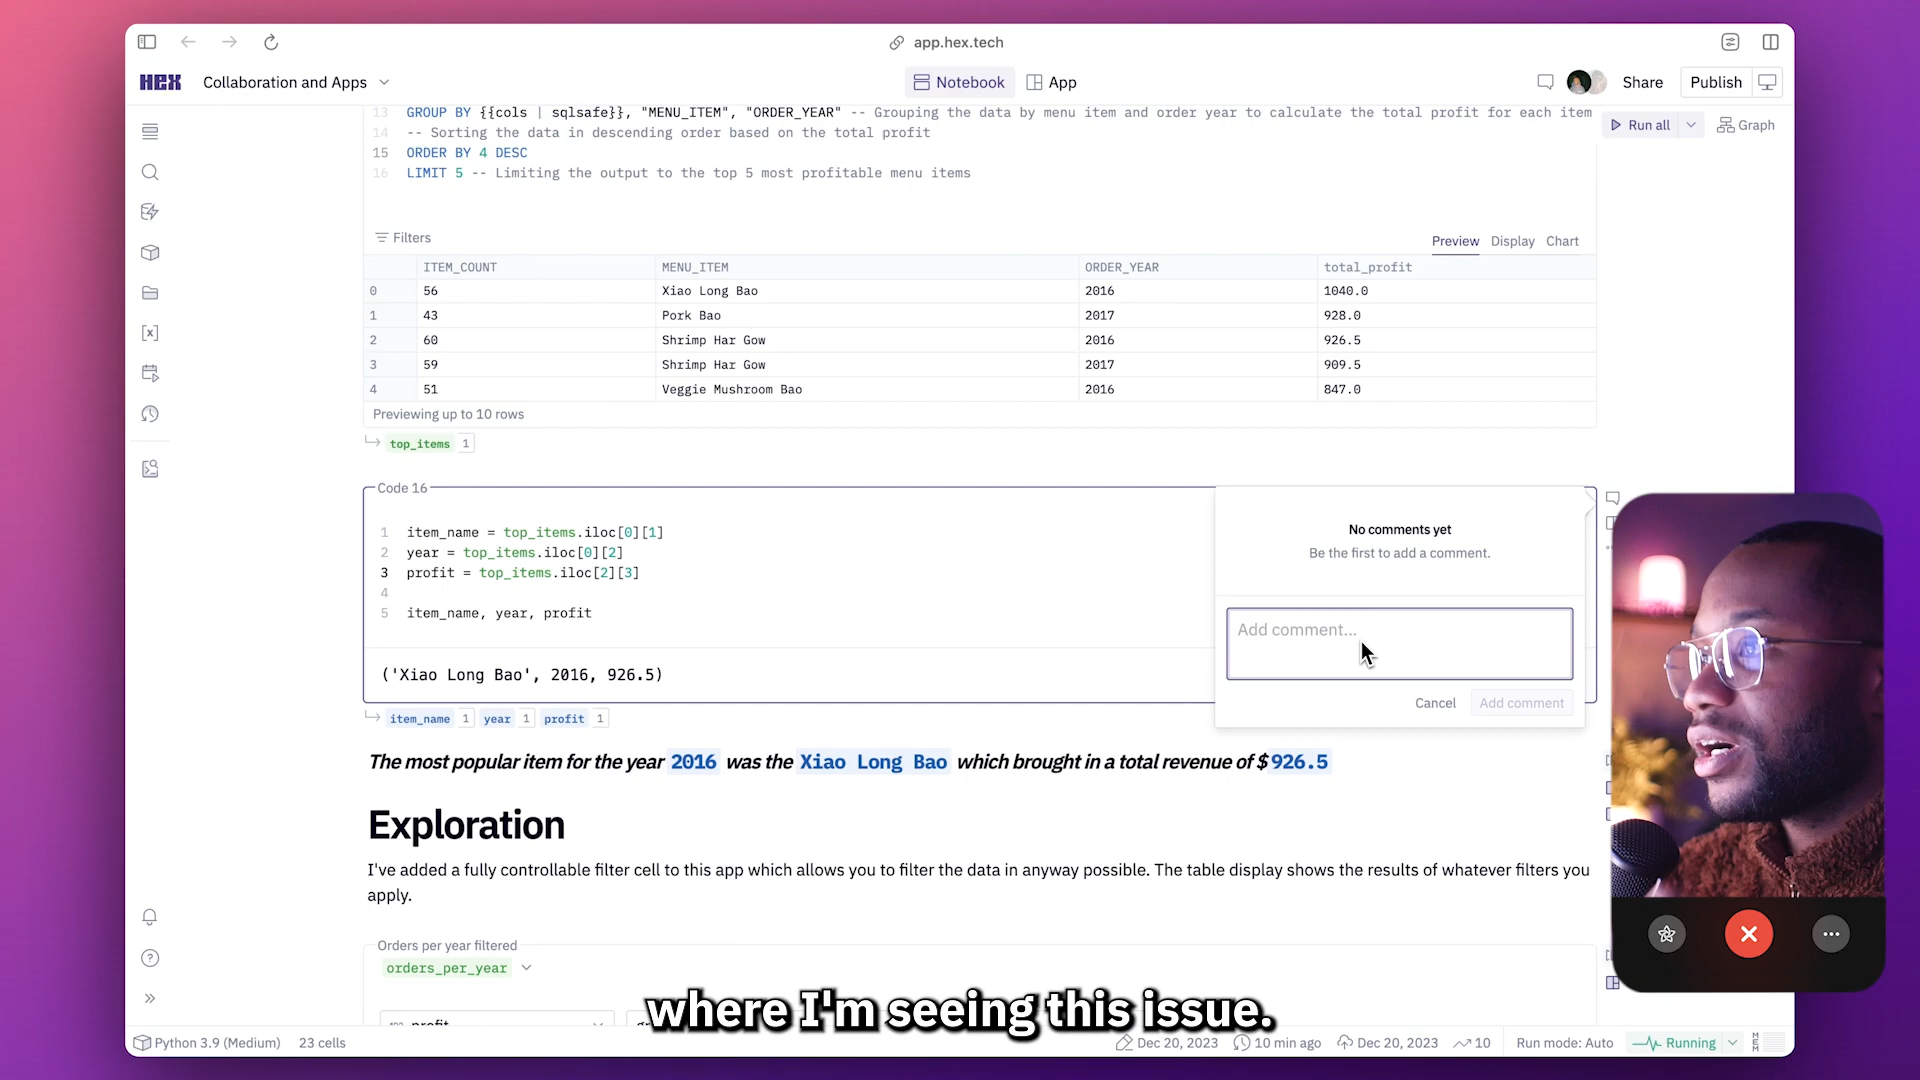 app.hex.tech
HEX Collaboration and Apps Notebook App Share Publish
13 GROUP BY {{cols | sqlsafe}}, "MENU_ITEM", "ORDER_YEAR" -- Grouping the data by menu item and order year to calculate the total profit for each item
14 -- Sorting the data in descending order based on the total profit
15 ORDER BY 4 DESC
16 LIMIT 5 -- Limiting the output to the top 5 most profitable menu items
Run all Graph
Filters Preview Display Chart
ITEM_COUNT MENU_ITEM ORDER_YEAR total_profit
0 56 Xiao Long Bao 2016 1040.0
1 43 Pork Bao 2017 928.0
2 60 Shrimp Har Gow 2016 926.5
3 59 Shrimp Har Gow 2017 909.5
4 51 Veggie Mushroom Bao 2016 847.0
Previewing up to 10 rows
top_items 1
Code 16
1 item_name = top_items.iloc[0][1]
2 year = top_items.iloc[0][2]
3 profit = top_items.iloc[2][3]
4
5 item_name, year, profit
('Xiao Long Bao', 2016, 926.5)
item_name 1 year 1 profit 1
No comments yet
Be the first to add a comment.
Add comment...
Cancel Add comment
The most popular item for the year 2016 was the Xiao Long Bao which brought in a total revenue of $926.5
Exploration
I've added a fully controllable filter cell to this app which allows you to filter the data in anyway possible. The table display shows the results of whatever filters you
apply.
Orders per year filtered
orders_per_year
profit
where I'm seeing this issue.
Python 3.9 (Medium) 23 cells Dec 20, 2023 10 min ago Dec 20, 2023 10 Run mode: Auto Running MEM